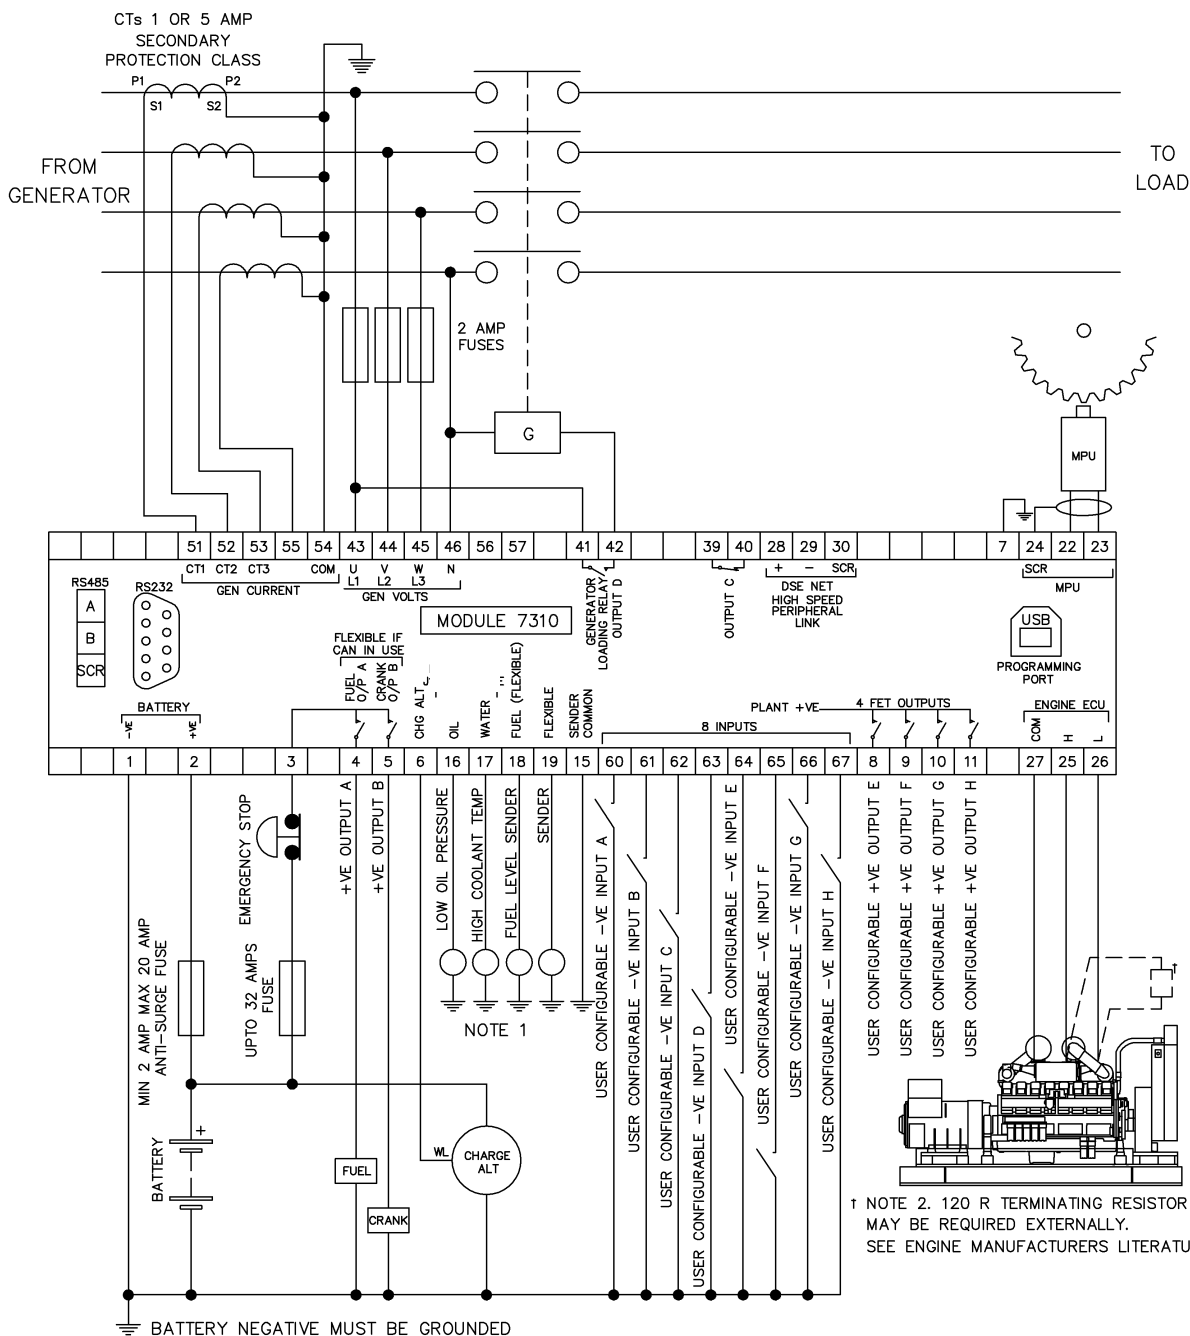 CTs 1 OR 5 AMP
SECONDARY
PROTECTION CLASS
P1
P2
S1
S2
FROM
GENERATOR
TO
LOAD
2 AMP
FUSES
G
MPU
51
52
53
55
54
43
44
45
46
56
57
41
42
39
40
28
29
30
7
24
22
23
CT1
CT2
CT3
COM
U
V
W
N
L1
L2
L3
GEN CURRENT
GEN VOLTS
+
−
SCR
DSE NET
HIGH SPEED
PERIPHERAL
LINK
SCR
MPU
RS485
A
B
SCR
RS232
MODULE 7310
GENERATOR
LOADING RELAY
OUTPUT D
OUTPUT C
USB
PROGRAMMING
PORT
FLEXIBLE IF
CAN IN USE
FUEL
O/P A
CRANK
O/P B
CHG ALT
OIL
WATER
FUEL (FLEXIBLE)
FLEXIBLE
SENDER
COMMON
BATTERY
-VE
+VE
8 INPUTS
PLANT +VE
4 FET OUTPUTS
ENGINE ECU
COM
H
L
1
2
3
4
5
6
16
17
18
19
15
60
61
62
63
64
65
66
67
8
9
10
11
27
25
26
MIN 2 AMP MAX 20 AMP
ANTI-SURGE FUSE
EMERGENCY STOP
UPTO 32 AMPS
FUSE
+VE OUTPUT A
+VE OUTPUT B
LOW OIL PRESSURE
HIGH COOLANT TEMP
FUEL LEVEL SENDER
SENDER
NOTE 1
USER CONFIGURABLE -VE INPUT A
USER CONFIGURABLE -VE INPUT B
USER CONFIGURABLE -VE INPUT C
USER CONFIGURABLE -VE INPUT D
USER CONFIGURABLE -VE INPUT E
USER CONFIGURABLE -VE INPUT F
USER CONFIGURABLE -VE INPUT G
USER CONFIGURABLE -VE INPUT H
USER CONFIGURABLE +VE OUTPUT E
USER CONFIGURABLE +VE OUTPUT F
USER CONFIGURABLE +VE OUTPUT G
USER CONFIGURABLE +VE OUTPUT H
†
BATTERY
+
WL
CHARGE
ALT
FUEL
CRANK
† NOTE 2. 120 R TERMINATING RESISTOR
MAY BE REQUIRED EXTERNALLY.
SEE ENGINE MANUFACTURERS LITERATU
BATTERY NEGATIVE MUST BE GROUNDED